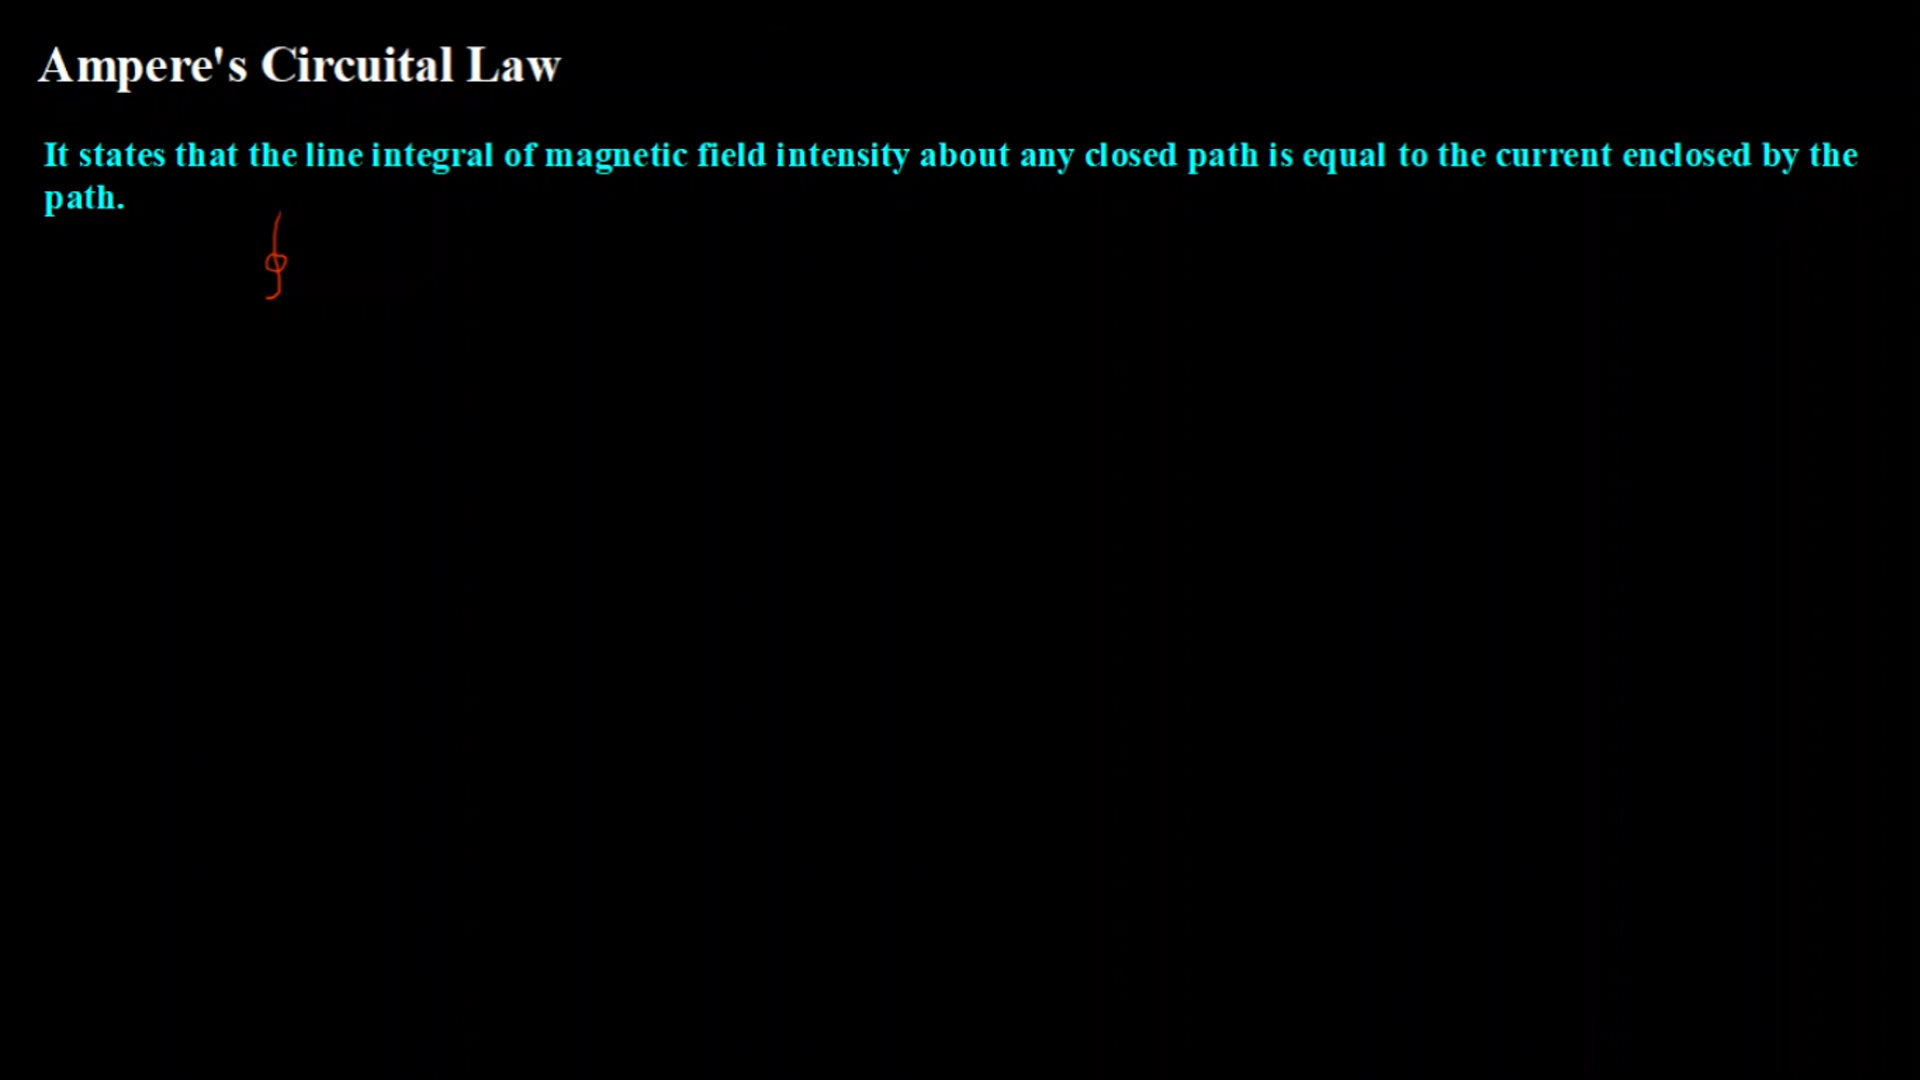 Ampere's Circuital Law
It states that the line integral of magnetic field intensity about any closed path is equal to the current enclosed by the
path.
∮